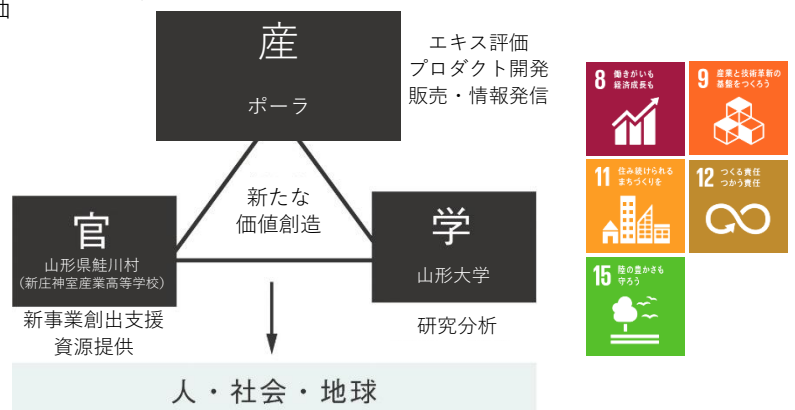 産
ポーラ
エキス評価
プロダクト開発
販売・情報発信
新たな
価値創造
官
山形県鮭川村
(新庄神室産業高等学校)
新事業創出支援
資源提供
学
山形大学
研究分析
人・社会・地球
8 働きがいも
経済成長も
9 産業と技術革新の
基盤をつくろう
11 住み続けられる
まちづくりを
12 つくる責任
つかう責任
15 陸の豊かさも
守ろう